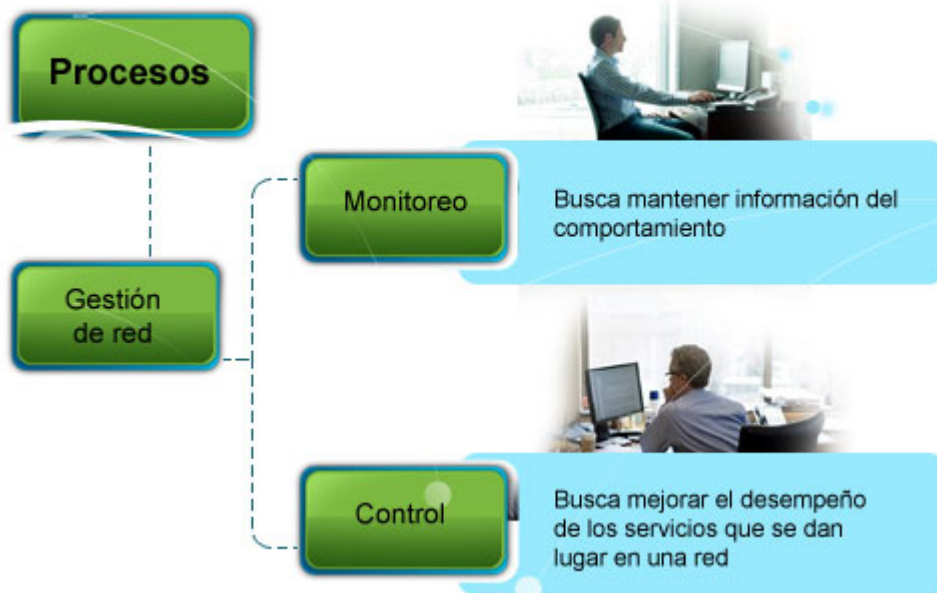 Procesos
Gestión
de red
Monitoreo
Busca mantener información del
comportamiento
Control
Busca mejorar el desempeño
de los servicios que se dan
lugar en una red